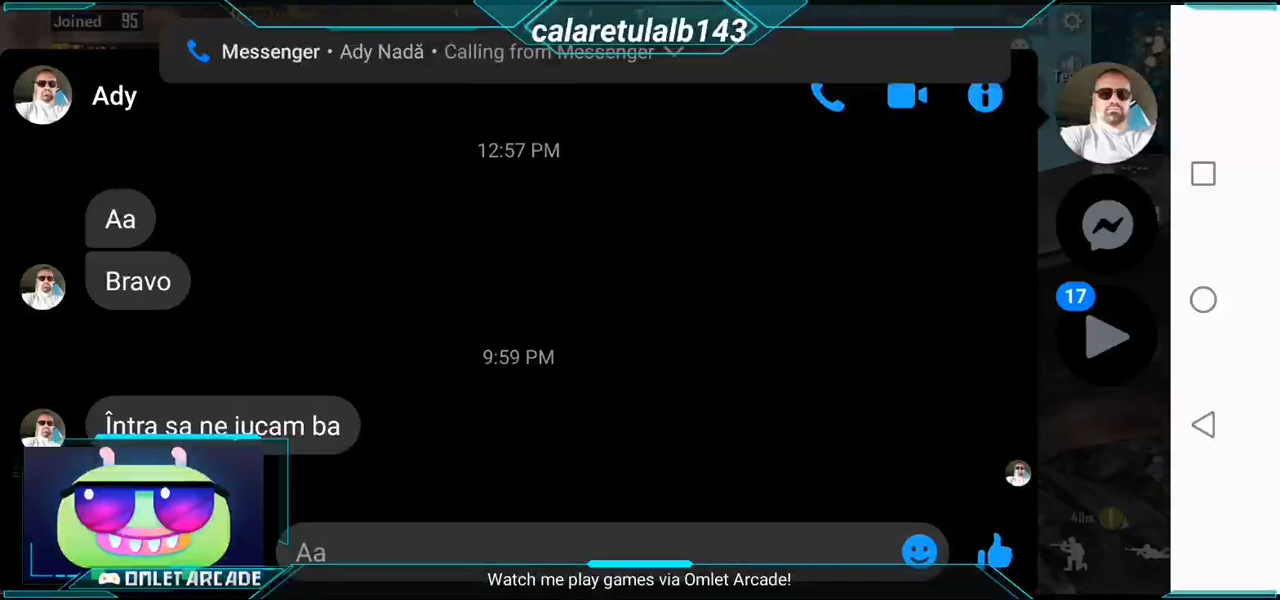 Joined 95
calaretulalb143
Messenger • Ady Nadă • Calling from Messenger
Ady
12:57 PM
Aa
Bravo
17
9:59 PM
Întra sa ne jucam ba
40m
Aa
OMLET ARCADE
Watch me play games via Omlet Arcade!